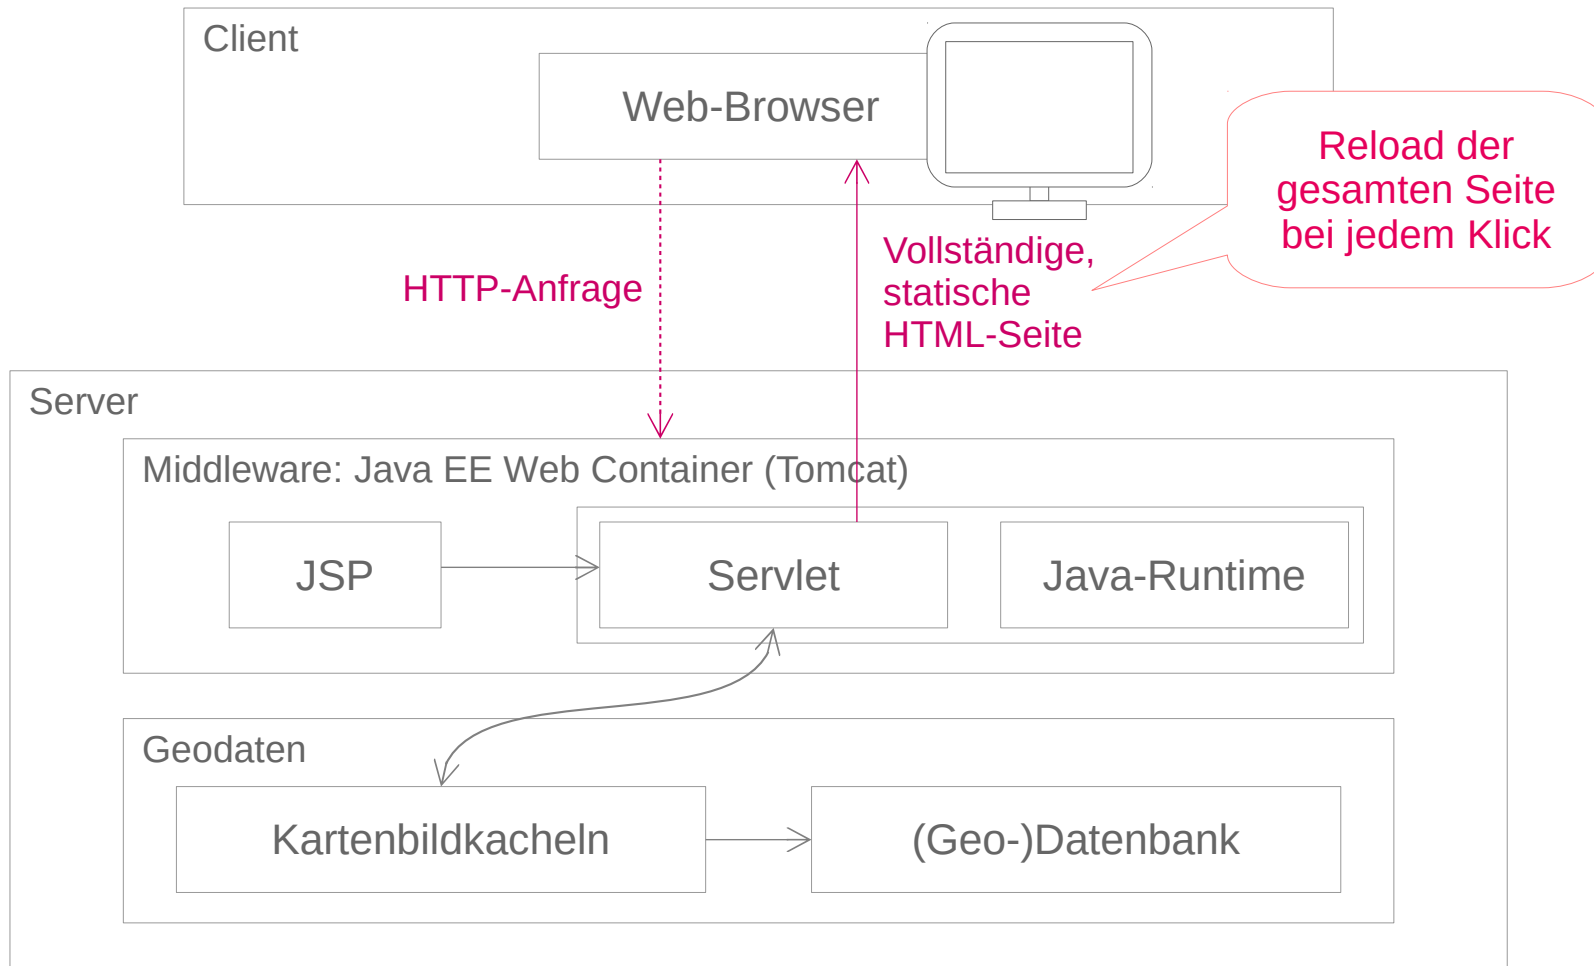 Client
Web-Browser
Reload der
gesamten Seite
bei jedem Klick
HTTP-Anfrage
Vollständige,
statische
HTML-Seite
Server
Middleware: Java EE Web Container (Tomcat)
JSP
Servlet
Java-Runtime
Geodaten
Kartenbildkacheln
(Geo-)Datenbank